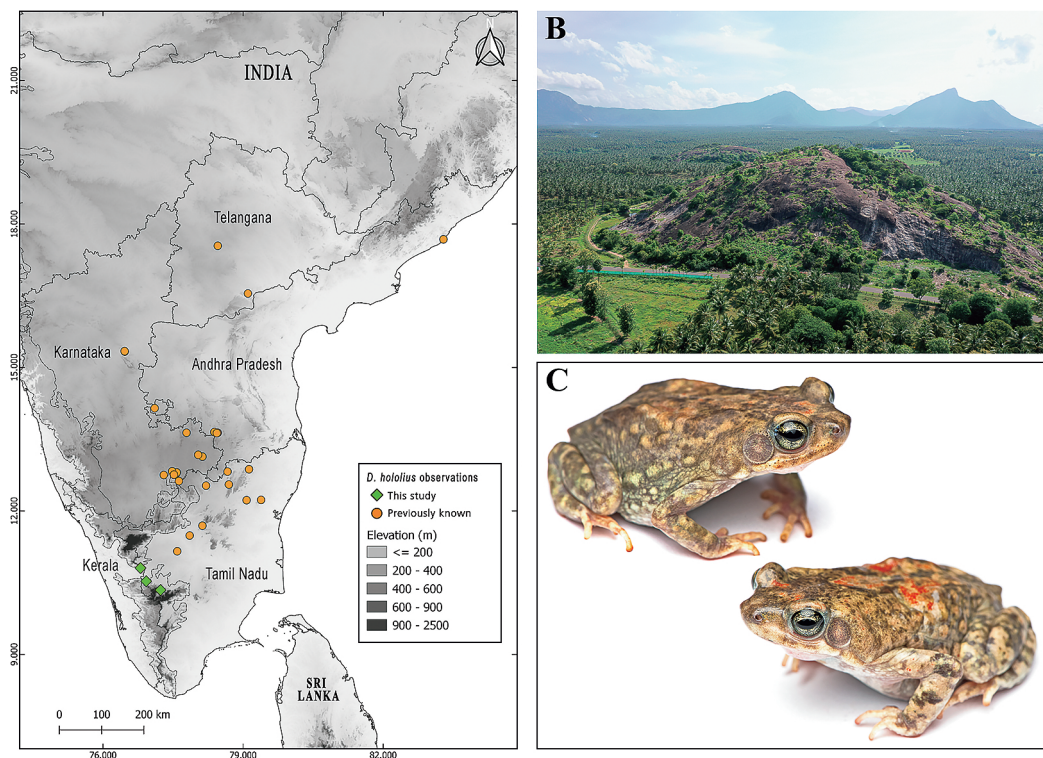 N
INDIA
21.000
Telangana
18.000
Karnataka
15.000
Andhra Pradesh
D. hololius observations
This study
Previously known
Elevation (m)
<= 200
200 - 400
400 - 600
600 - 900
900 - 2500
12.000
Kerala
Tamil Nadu
9.000
SRI
LANKA
0 100 200 km
76.000 79.000 82.000
B
C